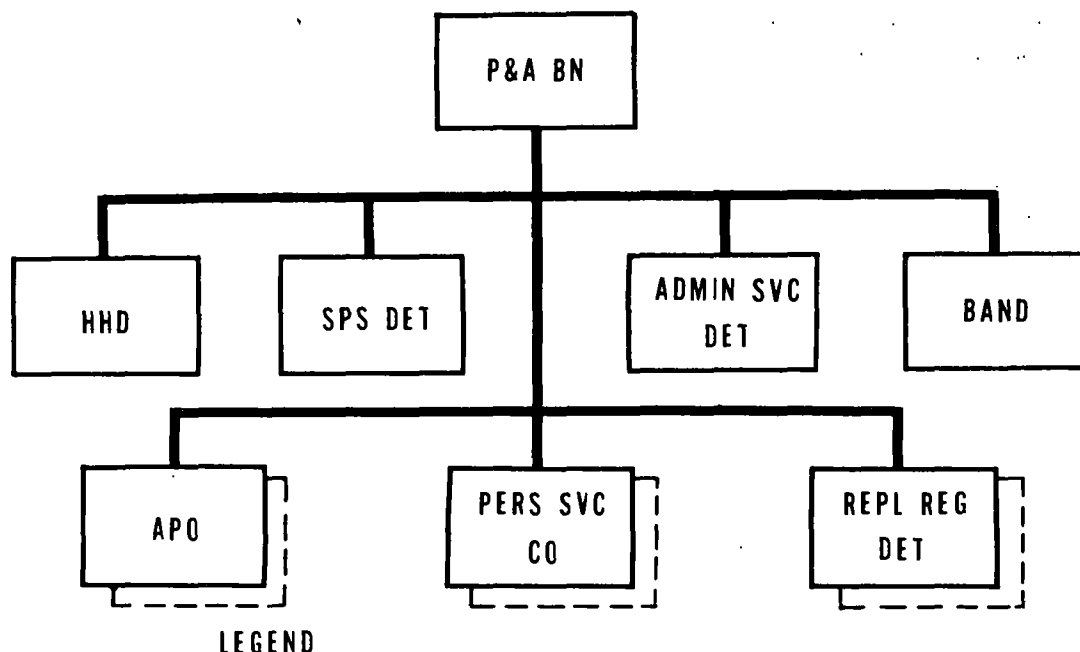 P&A BN
HHD
SPS DET
ADMIN SVC
DET
BAND
APO
PERS SVC
CO
REPL REG
DET
LEGEND